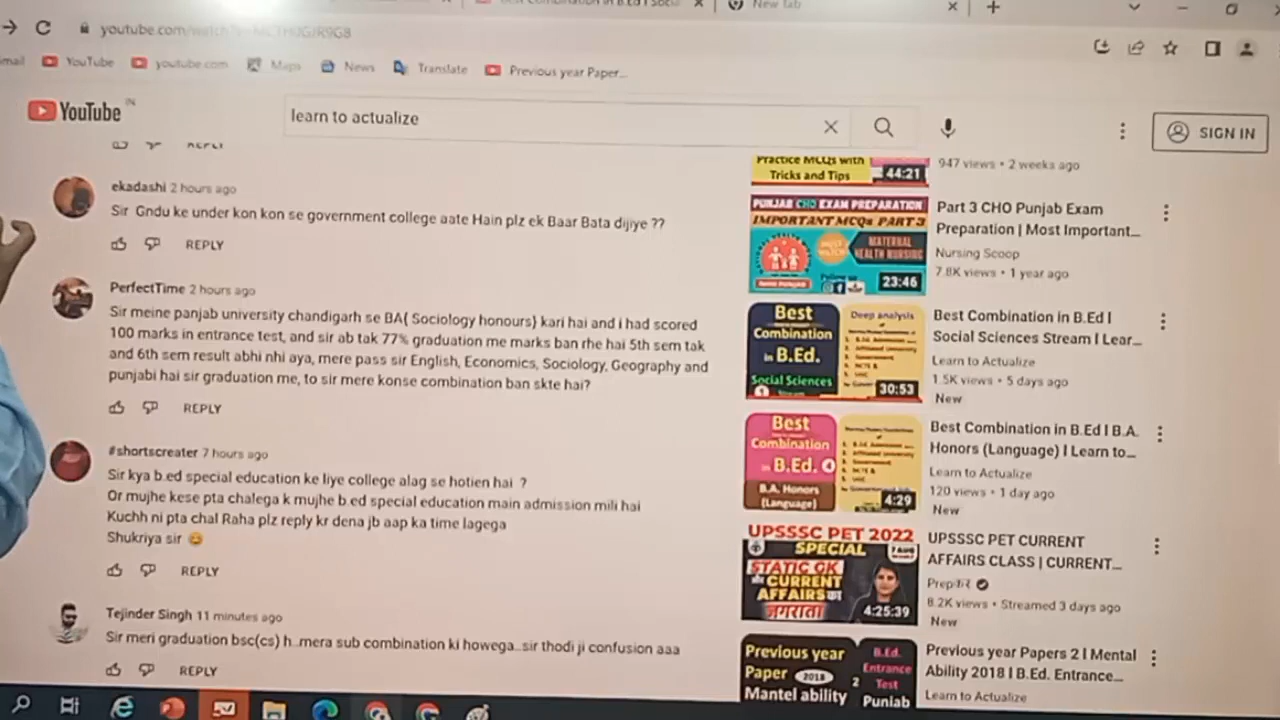 New Tab
youtube.com/watch
YouTube
youtube.com
Maps
News
Translate
Previous year Paper...
YouTube IN
learn to actualize
SIGN IN
REPLY
ekadashi 2 hours ago
Sir Gndu ke under kon kon se government college aate Hain plz ek Baar Bata dijiye ??
REPLY
PerfectTime 2 hours ago
Sir meine panjab university chandigarh se BA( Sociology honours) kari hai and i had scored
100 marks in entrance test, and sir ab tak 77% graduation me marks ban rhe hai 5th sem tak
and 6th sem result abhi nhi aya, mere pass sir English, Economics, Sociology, Geography and
punjabi hai sir graduation me, to sir mere konse combination ban skte hai?
REPLY
#shortscreater 7 hours ago
Sir kya b.ed special education ke liye college alag se hotien hai ?
Or mujhe kese pta chalega k mujhe b.ed special education main admission mili hai
Kuchh ni pta chal Raha plz reply kr dena jb aap ka time lagega
Shukriya sir 😄
REPLY
Tejinder Singh 11 minutes ago
Sir meri graduation bsc(cs) h..mera sub combination ki howega..sir thodi ji confusion aaa
REPLY
Practice MCQs with
Tricks and Tips
44:21
947 views • 2 weeks ago
PUNJAB CHO EXAM PREPARATION
IMPORTANT MCQs PART 3
MATERNAL
HEALTH NURSING
23:46
Part 3 CHO Punjab Exam
Preparation | Most Important...
Nursing Scoop
7.8K views • 1 year ago
Best
Combination
in B.Ed.
Social Sciences
Deep analysis
30:53
Best Combination in B.Ed I
Social Sciences Stream I Lear...
Learn to Actualize
1.5K views • 5 days ago
New
Best
Combination
in B.Ed.
B.A. Honors
(Language)
4:29
Best Combination in B.Ed I B.A.
Honors (Language) I Learn to...
Learn to Actualize
120 views • 1 day ago
New
UPSSSC PET 2022
SPECIAL
STATIC GK
CURRENT
AFFAIRS का
जगराता
4:25:39
UPSSSC PET CURRENT
AFFAIRS CLASS | CURRENT...
8.2K views • Streamed 3 days ago
New
Previous year
Paper 2018
Mantel ability
2
B.Ed.
Entrance
Test
Punjab
Previous year Papers 2 I Mental
Ability 2018 I B.Ed. Entrance...
Learn to Actualize